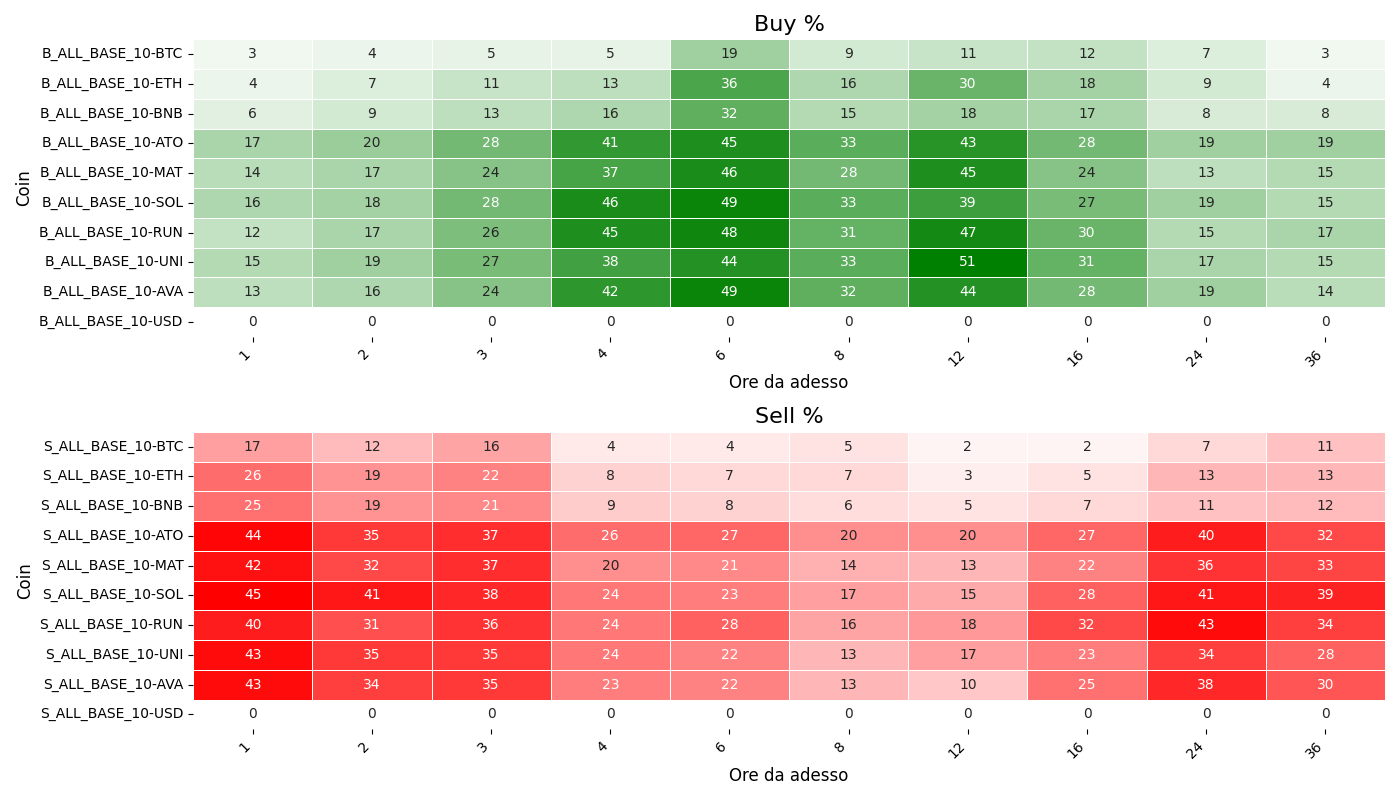 Buy %
Coin
B_ALL_BASE_10-BTC 3 4 5 5 19 9 11 12 7 3
B_ALL_BASE_10-ETH 4 7 11 13 36 16 30 18 9 4
B_ALL_BASE_10-BNB 6 9 13 16 32 15 18 17 8 8
B_ALL_BASE_10-ATO 17 20 28 41 45 33 43 28 19 19
B_ALL_BASE_10-MAT 14 17 24 37 46 28 45 24 13 15
B_ALL_BASE_10-SOL 16 18 28 46 49 33 39 27 19 15
B_ALL_BASE_10-RUN 12 17 26 45 48 31 47 30 15 17
B_ALL_BASE_10-UNI 15 19 27 38 44 33 51 31 17 15
B_ALL_BASE_10-AVA 13 16 24 42 49 32 44 28 19 14
B_ALL_BASE_10-USD 0 0 0 0 0 0 0 0 0 0
1 2 3 4 6 8 12 16 24 36
Ore da adesso
Sell %
Coin
S_ALL_BASE_10-BTC 17 12 16 4 4 5 2 2 7 11
S_ALL_BASE_10-ETH 26 19 22 8 7 7 3 5 13 13
S_ALL_BASE_10-BNB 25 19 21 9 8 6 5 7 11 12
S_ALL_BASE_10-ATO 44 35 37 26 27 20 20 27 40 32
S_ALL_BASE_10-MAT 42 32 37 20 21 14 13 22 36 33
S_ALL_BASE_10-SOL 45 41 38 24 23 17 15 28 41 39
S_ALL_BASE_10-RUN 40 31 36 24 28 16 18 32 43 34
S_ALL_BASE_10-UNI 43 35 35 24 22 13 17 23 34 28
S_ALL_BASE_10-AVA 43 34 35 23 22 13 10 25 38 30
S_ALL_BASE_10-USD 0 0 0 0 0 0 0 0 0 0
1 2 3 4 6 8 12 16 24 36
Ore da adesso